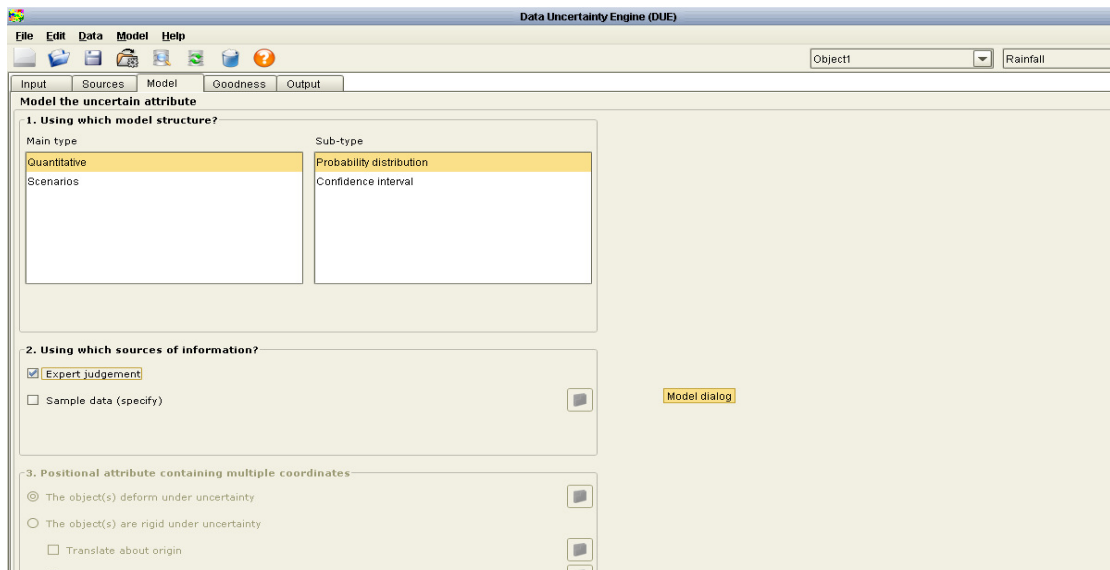 Data Uncertainty Engine (DUE)
File Edit Data Model Help
Object1 Rainfall
Input Sources Model Goodness Output
Model the uncertain attribute
1. Using which model structure?
Main type Sub-type
Quantitative Probability distribution
Scenarios Confidence interval
2. Using which sources of information?
Expert judgement
Sample data (specify)
Model dialog
3. Positional attribute containing multiple coordinates
The object(s) deform under uncertainty
The object(s) are rigid under uncertainty
Translate about origin